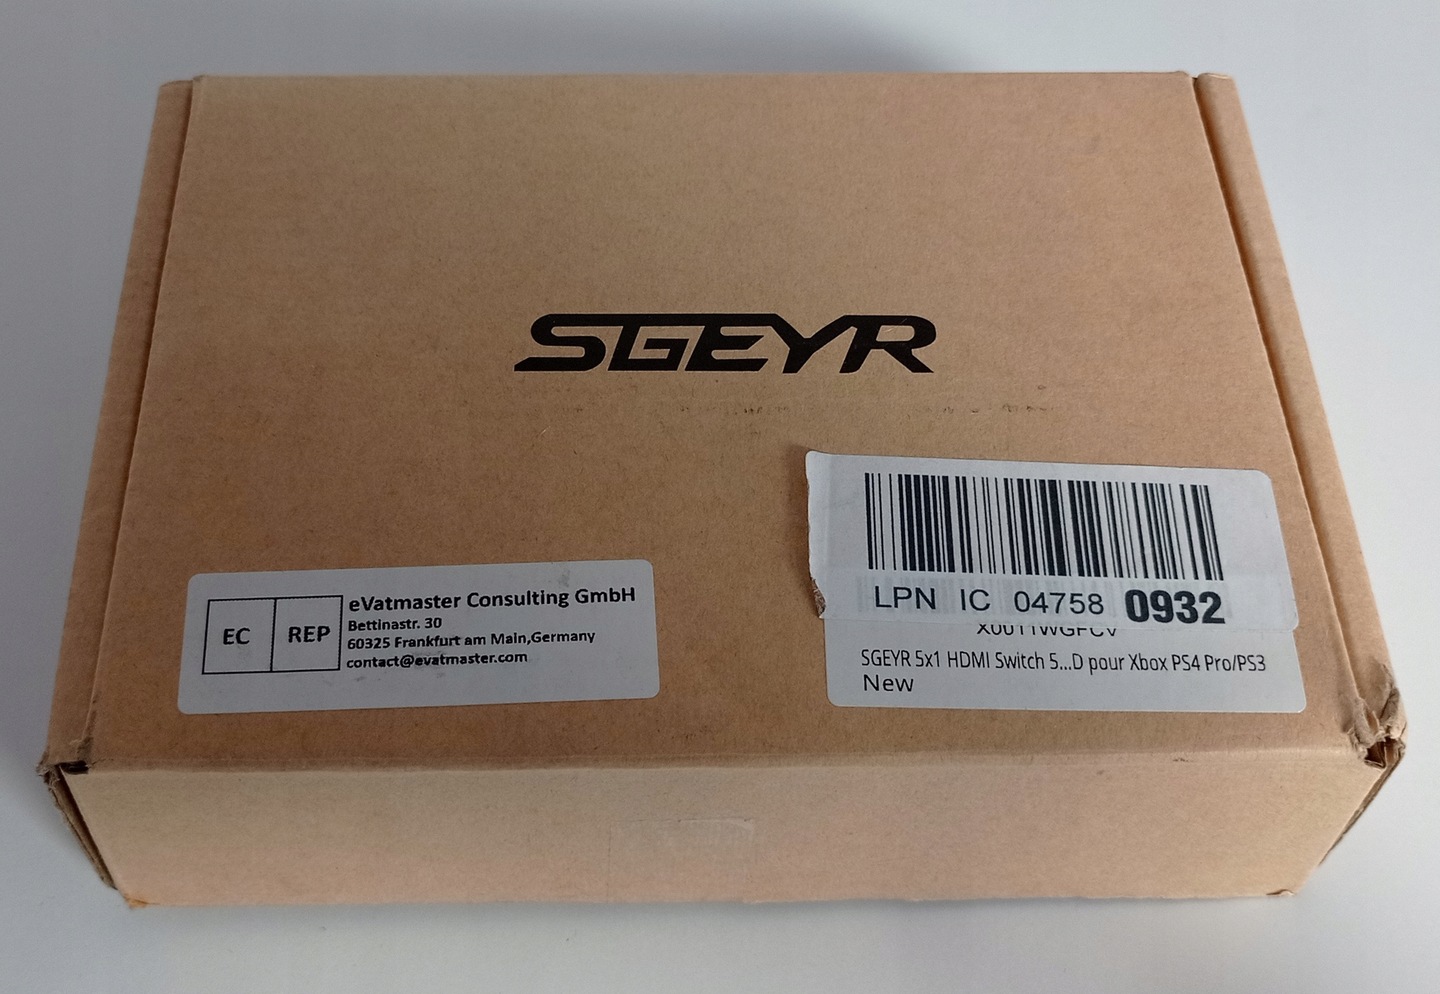 SGEYR
LPN IC 04758 0932
X0011WGFCV
SGEYR 5x1 HDMI Switch 5...D pour Xbox PS4 Pro/PS3
New
EC REP
eVatmaster Consulting GmbH
Bettinastr. 30
60325 Frankfurt am Main,Germany
contact@evatmaster.com